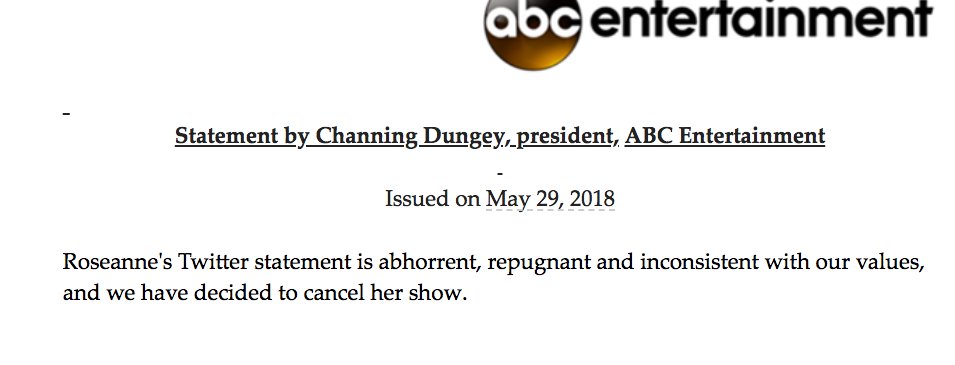 abc entertainment
-
Statement by Channing Dungey, president, ABC Entertainment
-
Issued on May 29, 2018
Roseanne's Twitter statement is abhorrent, repugnant and inconsistent with our values,
and we have decided to cancel her show.